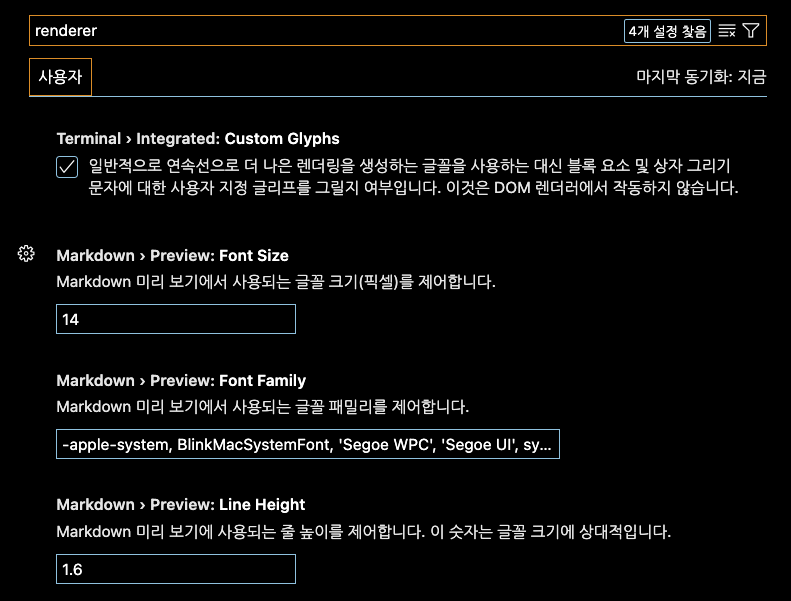 renderer
4개 설정 찾음
사용자
마지막 동기화: 지금
Terminal › Integrated: Custom Glyphs
일반적으로 연속선으로 더 나은 렌더링을 생성하는 글꼴을 사용하는 대신 블록 요소 및 상자 그리기
문자에 대한 사용자 지정 글리프를 그릴지 여부입니다. 이것은 DOM 렌더러에서 작동하지 않습니다.
Markdown › Preview: Font Size
Markdown 미리 보기에서 사용되는 글꼴 크기(픽셀)를 제어합니다.
14
Markdown › Preview: Font Family
Markdown 미리 보기에서 사용되는 글꼴 패밀리를 제어합니다.
-apple-system, BlinkMacSystemFont, 'Segoe WPC', 'Segoe UI', sy...
Markdown › Preview: Line Height
Markdown 미리 보기에 사용되는 줄 높이를 제어합니다. 이 숫자는 글꼴 크기에 상대적입니다.
1.6